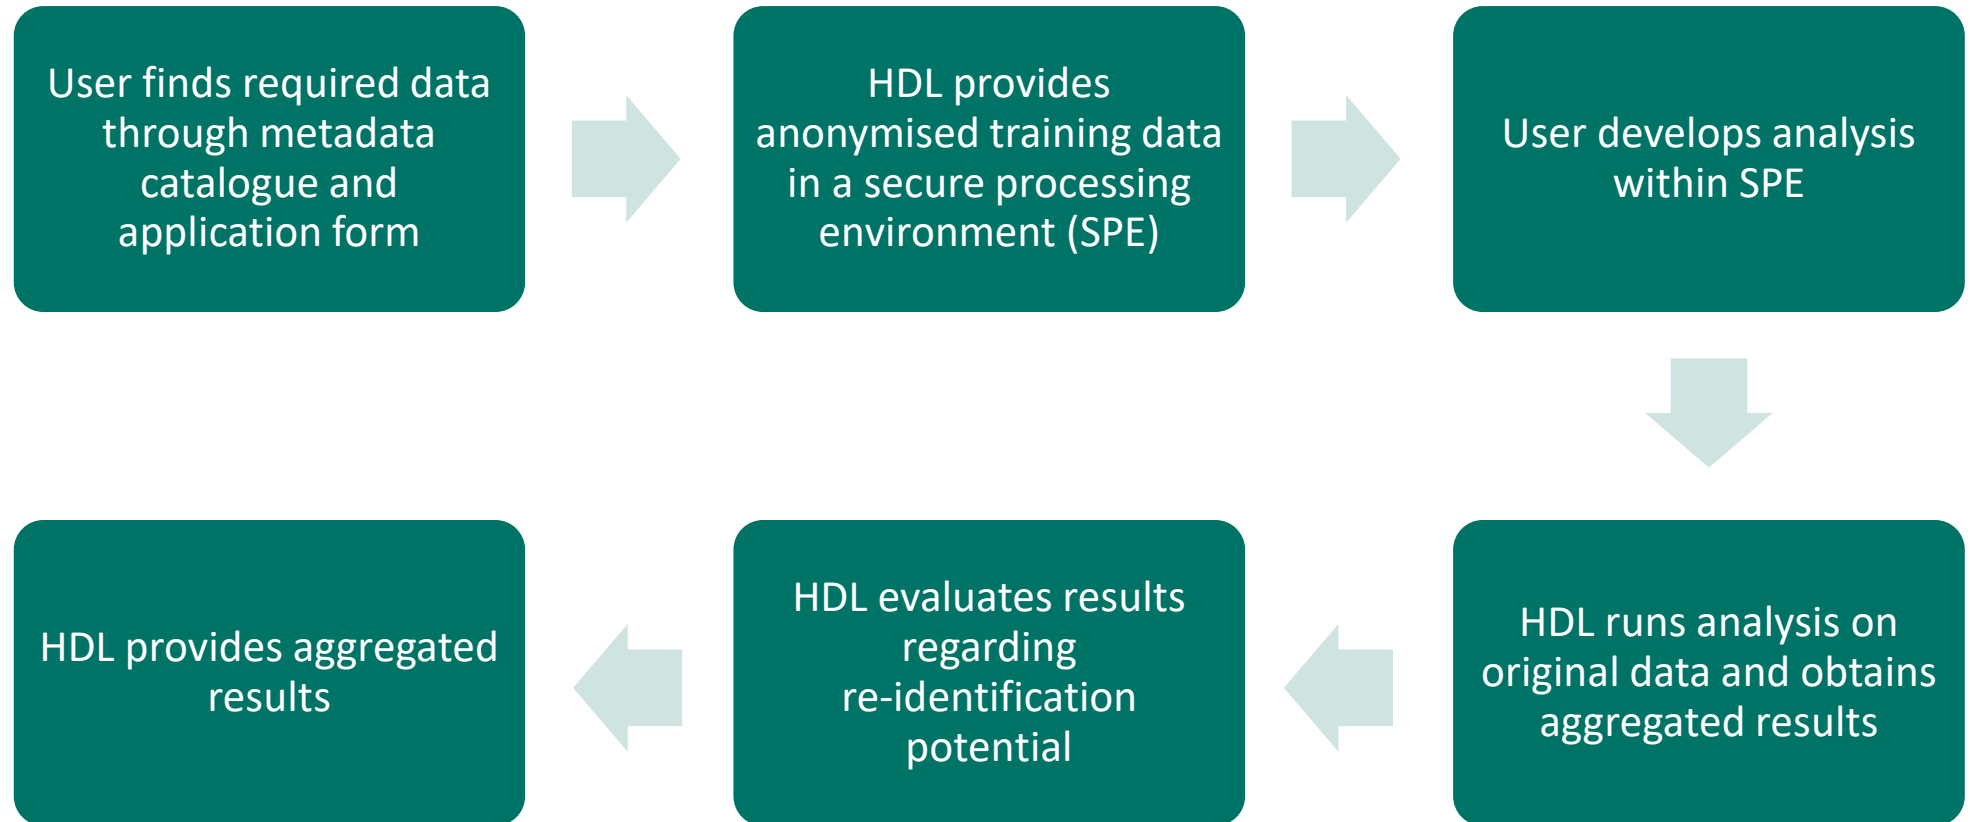 User finds required data
through metadata
catalogue and
application form
HDL provides
anonymised training data
in a secure processing
environment (SPE)
User develops analysis
within SPE
HDL runs analysis on
original data and obtains
aggregated results
HDL evaluates results
regarding
re-identification
potential
HDL provides aggregated
results